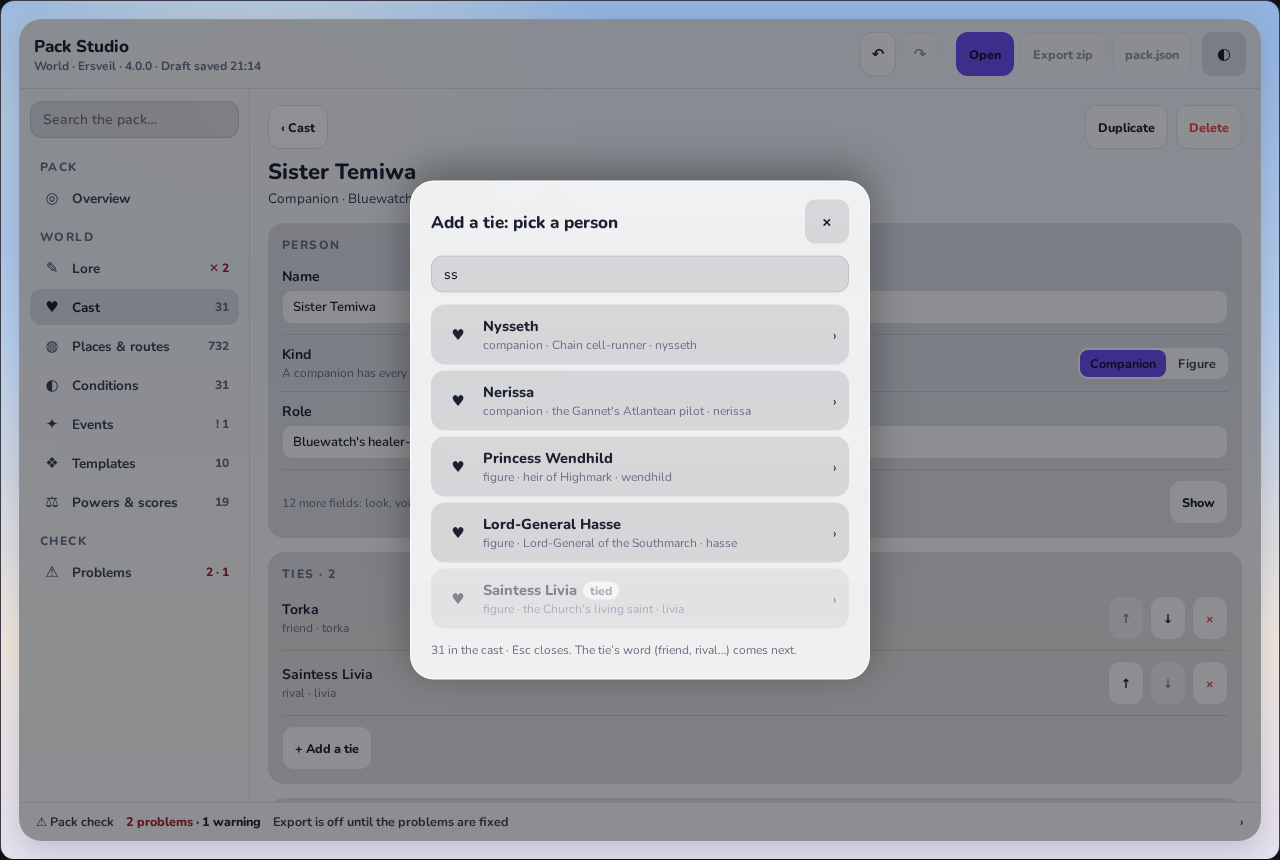 Pack Studio
World · Ersveil · 4.0.0 · Draft saved 21:14
Open
Export zip
pack.json
Search the pack...
PACK
Overview
WORLD
Lore × 2
Cast 31
Places & routes 732
Conditions 31
Events ! 1
Templates 10
Powers & scores 19
CHECK
Problems 2 · 1
‹ Cast
Duplicate
Delete
Sister Temiwa
Companion · Bluewatch
PERSON
Name
Sister Temiwa
Kind
A companion has every
Companion
Figure
Role
Bluewatch's healer-
12 more fields: look, voi
Show
TIES · 2
Torka
friend · torka
Saintess Livia
rival · livia
+ Add a tie
Add a tie: pick a person
×
ss
Nysseth
companion · Chain cell-runner · nysseth
Nerissa
companion · the Gannet's Atlantean pilot · nerissa
Princess Wendhild
figure · heir of Highmark · wendhild
Lord-General Hasse
figure · Lord-General of the Southmarch · hasse
Saintess Livia tied
figure · the Church's living saint · livia
31 in the cast · Esc closes. The tie's word (friend, rival…) comes next.
⚠ Pack check 2 problems · 1 warning Export is off until the problems are fixed